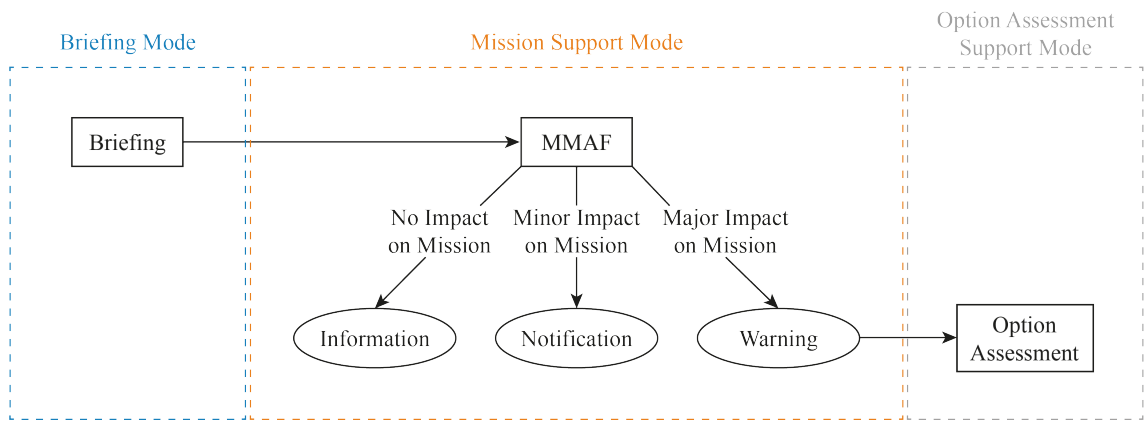 Briefing Mode
Mission Support Mode
Option Assessment
Support Mode
Briefing
MMAF
No Impact
on Mission
Minor Impact
on Mission
Major Impact
on Mission
Information
Notification
Warning
Option
Assessment